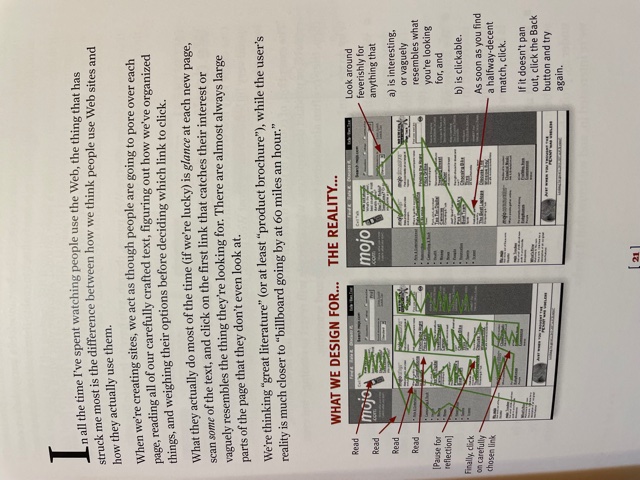 In all the time I've spent watching people use the Web, the thing that has
struck me most is the difference between how we think people use Web sites and
how they actually use them.
When we're creating sites, we act as though people are going to pore over each
page, reading all of our carefully crafted text, figuring out how we've organized
things, and weighing their options before deciding which link to click.
What they actually do most of the time (if we're lucky) is glance at each new page,
scan some of the text, and click on the first link that catches their interest or
vaguely resembles the thing they're looking for. There are almost always large
parts of the page that they don't even look at.
We're thinking "great literature" (or at least "product brochure"), while the user's
reality is much closer to "billboard going by at 60 miles an hour."
WHAT WE DESIGN FOR...
Read
Read
Read
Read
[Pause for
reflection]
Finally, click
on carefully
chosen link
mojo
.com
JUST WHEN YOU THOUGHT THE
PENNY WAS USELESS
THE REALITY...
mojo
.com
Search mojo.com
The Best Laptops
JUST WHEN YOU THOUGHT THE
PENNY WAS USELESS
Look around
feverishly for
anything that
a) is interesting,
or vaguely
resembles what
you're looking
for, and
b) is clickable.
As soon as you find
a halfway-decent
match, click.
If it doesn't pan
out, click the Back
button and try
again.
[ 21 ]